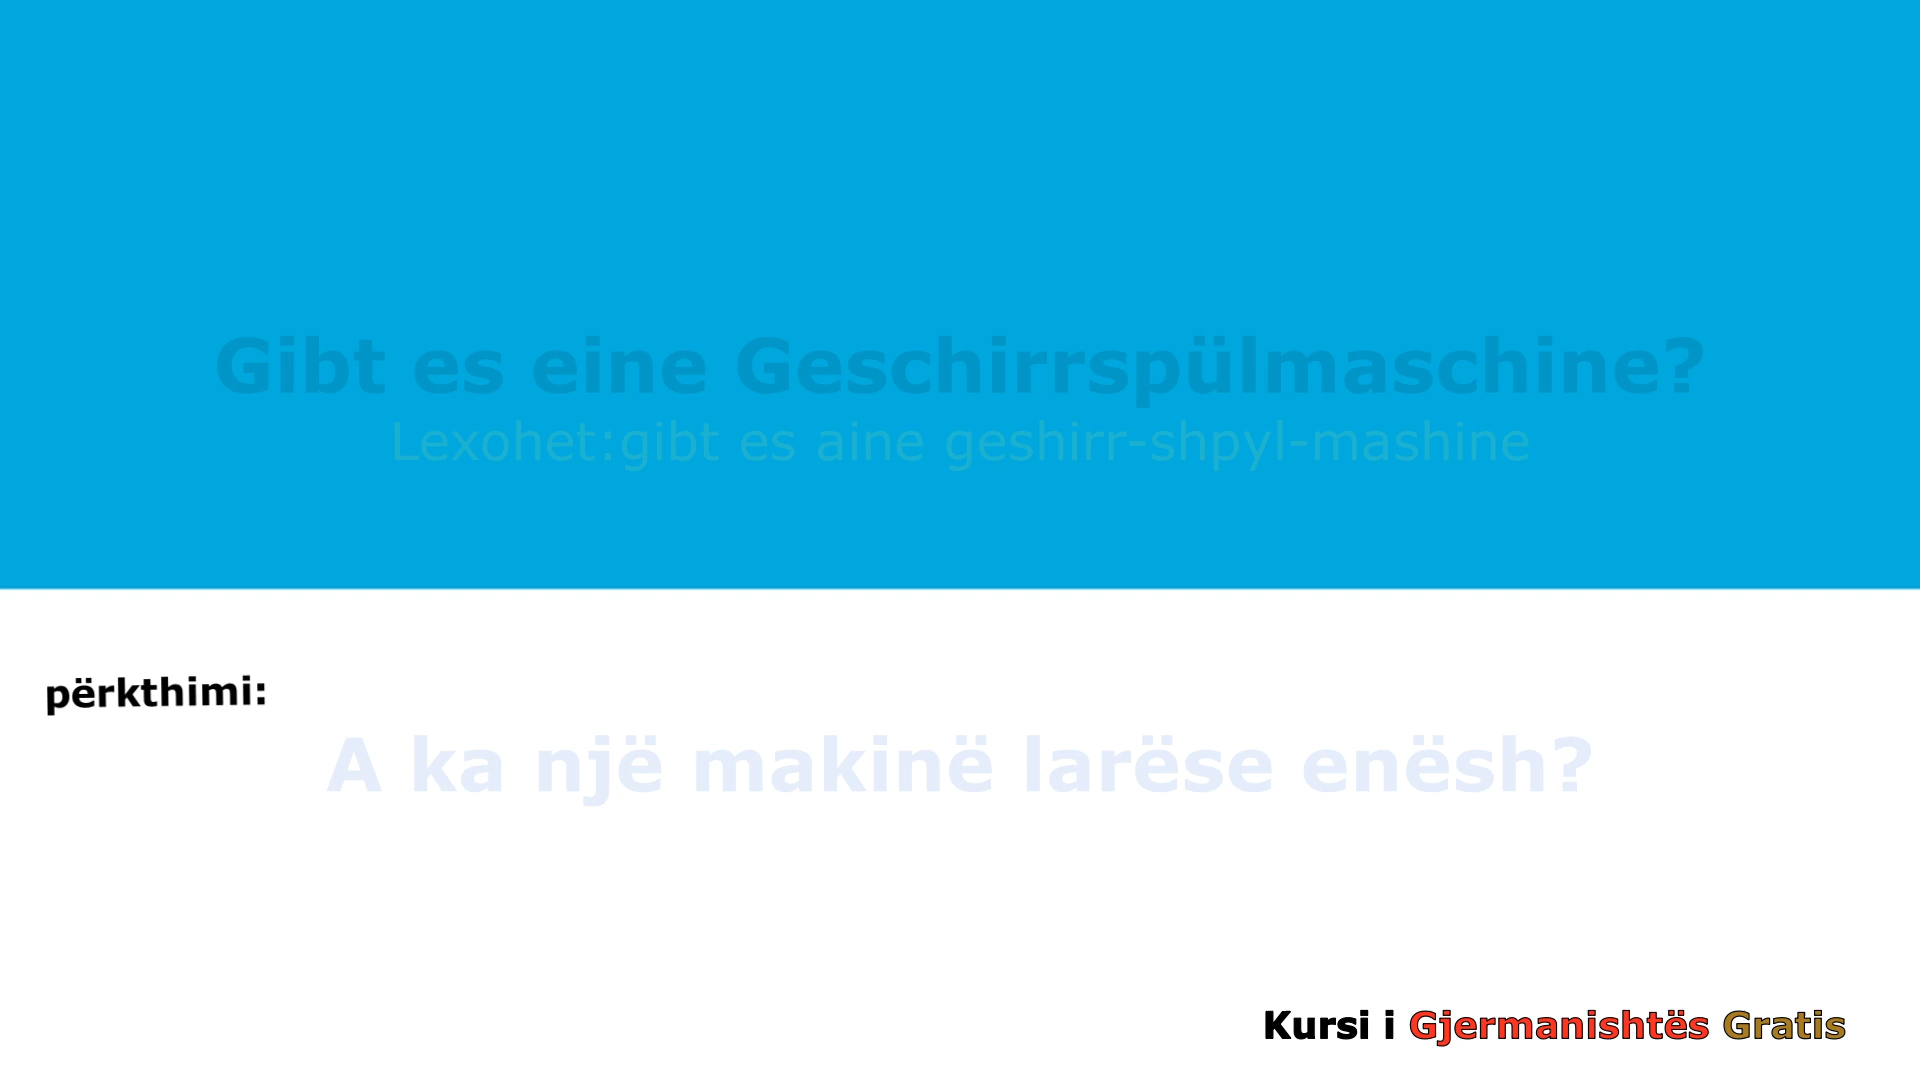 Gibt es eine Geschirrspülmaschine?
Lexohet:gibt es aine geshirr-shpyl-mashine
përkthimi:
A ka një makinë larëse enësh?
Kursi i Gjermanishtës Gratis